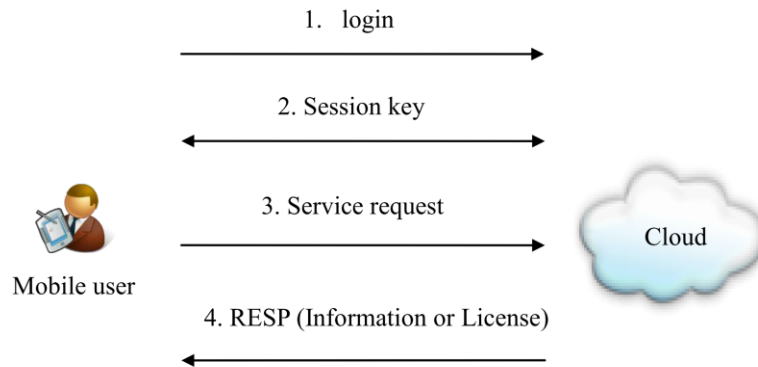 1. login
2. Session key
3. Service request
Cloud
Mobile user
4. RESP (Information or License)